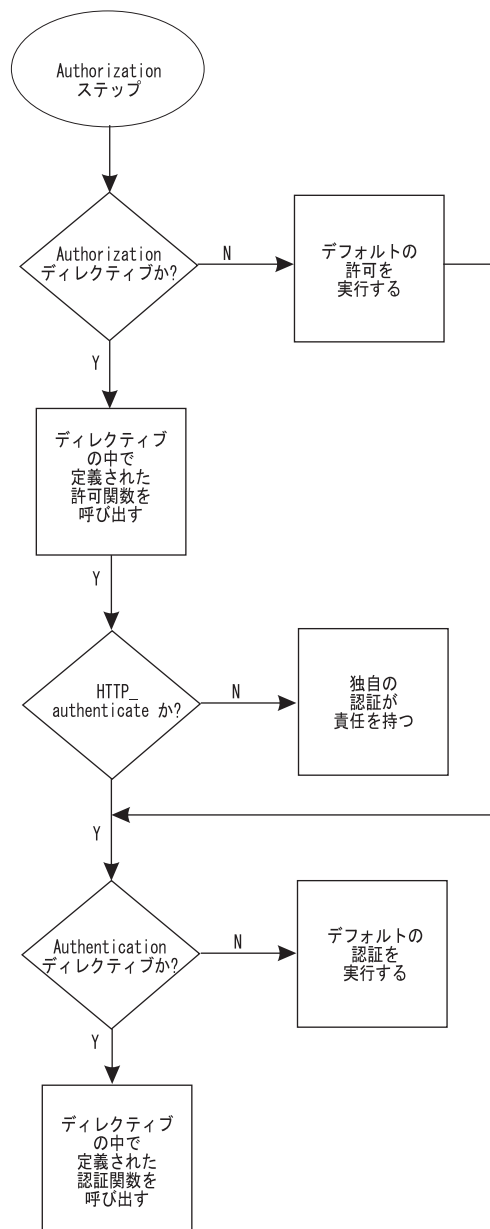 Authorization
ステップ
Authorization
ディレクティブか?
N
デフォルトの
許可を
実行する
Y
ディレクティブ
の中で
定義された
許可関数を
呼び出す
Y
HTTP_
authenticate か?
N
独自の
認証が
責任を持つ
Y
Authentication
ディレクティブか?
N
デフォルトの
認証を
実行する
Y
ディレクティブ
の中で
定義された
認証関数を
呼び出す